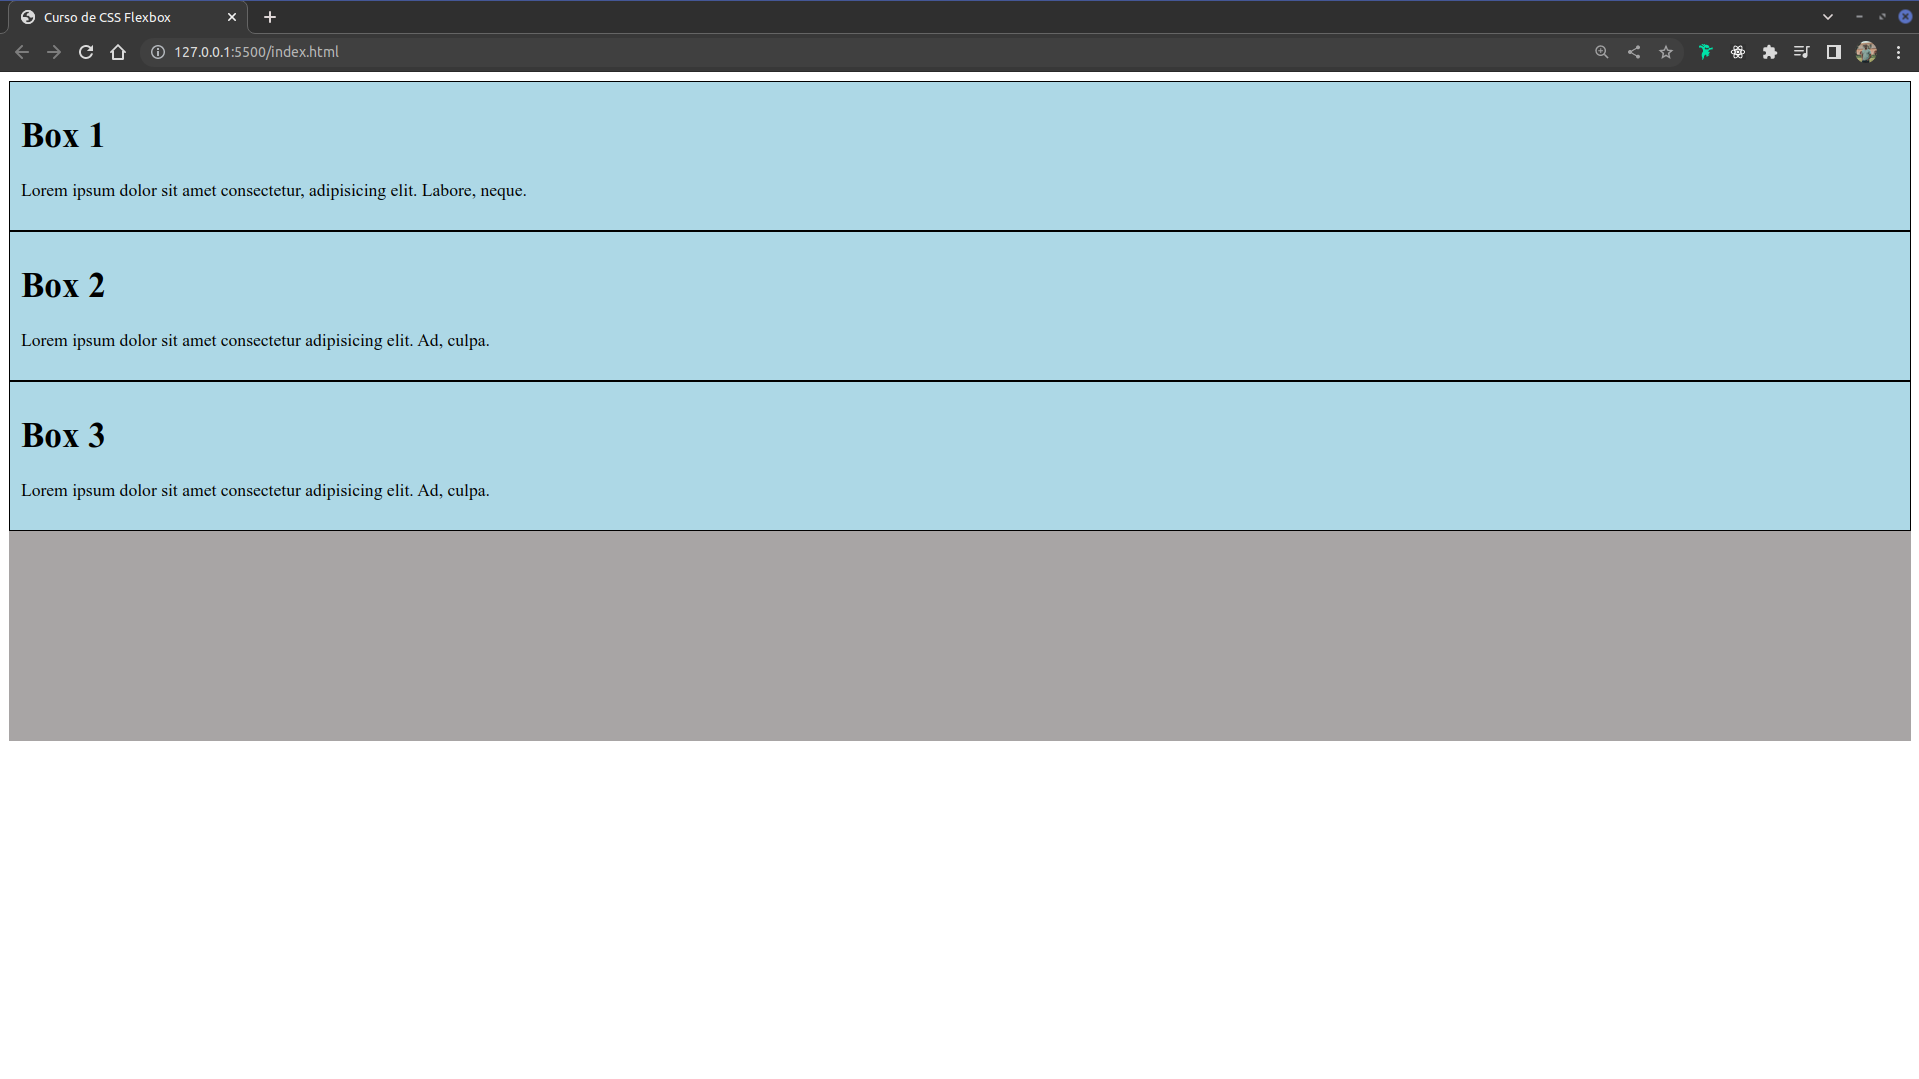 Curso de CSS Flexbox
127.0.0.1:5500/index.html
Box 1
Lorem ipsum dolor sit amet consectetur, adipisicing elit. Labore, neque.
Box 2
Lorem ipsum dolor sit amet consectetur adipisicing elit. Ad, culpa.
Box 3
Lorem ipsum dolor sit amet consectetur adipisicing elit. Ad, culpa.